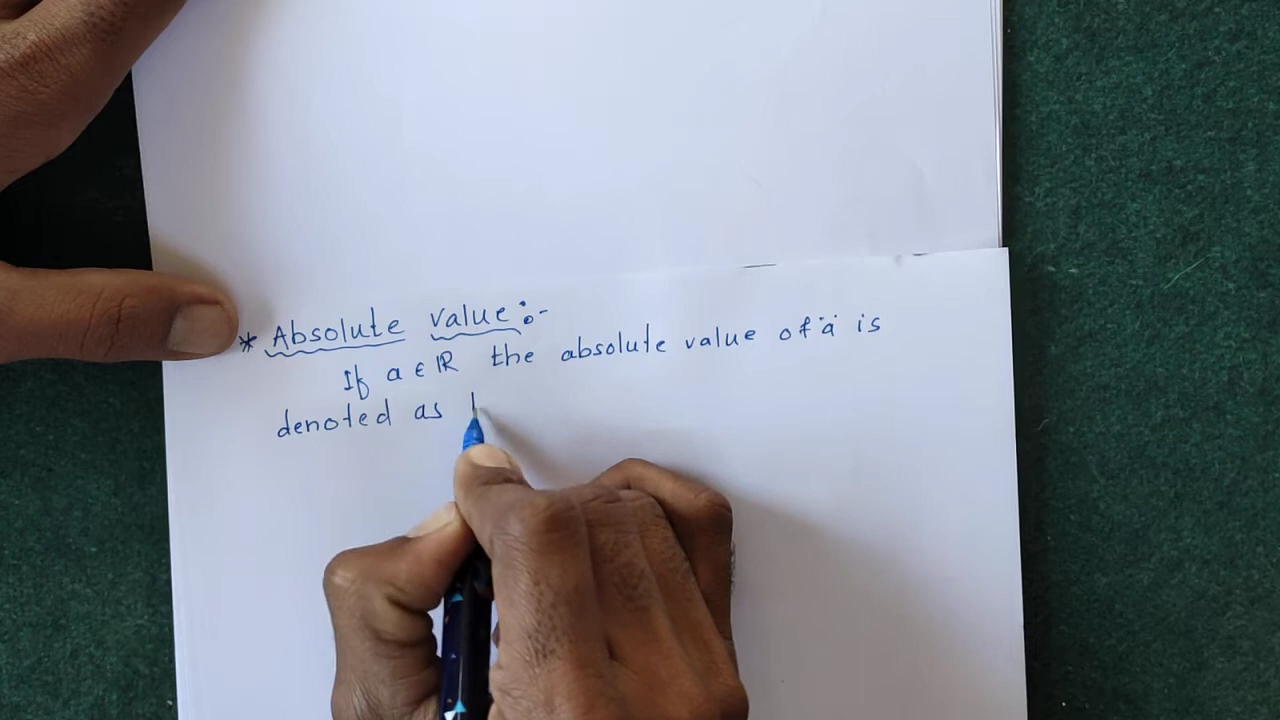 * Absolute value :-
If a ∈ ℝ the absolute value of 'a' is
denoted as |